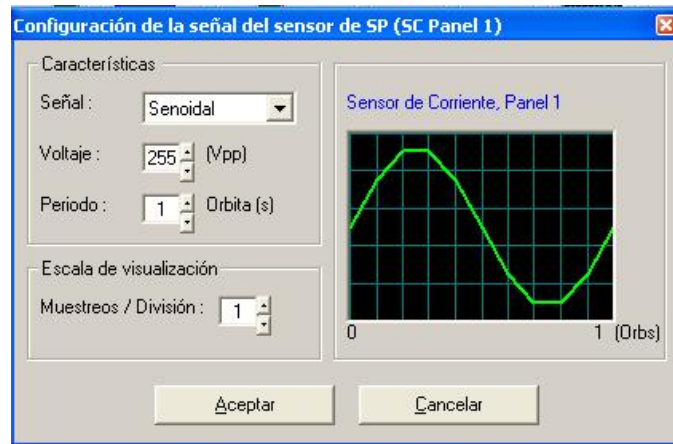 Configuración de la señal del sensor de SP (SC Panel 1)
Características
Señal : Senoidal
Voltaje : 255 (Vpp)
Periodo : 1 Orbita (s)
Escala de visualización
Muestreos / División : 1
Sensor de Corriente, Panel 1
0 1 (Orbs)
Aceptar Cancelar